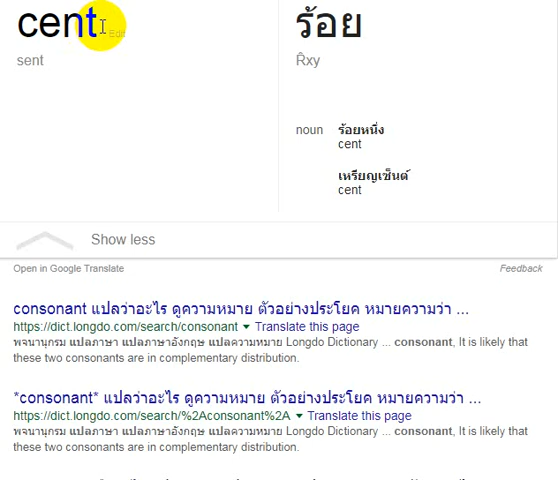 cent Edit
sent
ร้อย
R̂xy
noun ร้อยหนึ่ง
cent
เหรียญเซ็นต์
cent
Show less
Open in Google Translate
Feedback
consonant แปลว่าอะไร ดูความหมาย ตัวอย่างประโยค หมายความว่า ...
https://dict.longdo.com/search/consonant Translate this page
พจนานุกรม แปลภาษา แปลภาษาอังกฤษ แปลความหมาย Longdo Dictionary ... consonant, It is likely that
these two consonants are in complementary distribution.
*consonant* แปลว่าอะไร ดูความหมาย ตัวอย่างประโยค หมายความว่า ...
https://dict.longdo.com/search/%2Aconsonant%2A Translate this page
พจนานุกรม แปลภาษา แปลภาษาอังกฤษ แปลความหมาย Longdo Dictionary ... consonant, It is likely that
these two consonants are in complementary distribution.